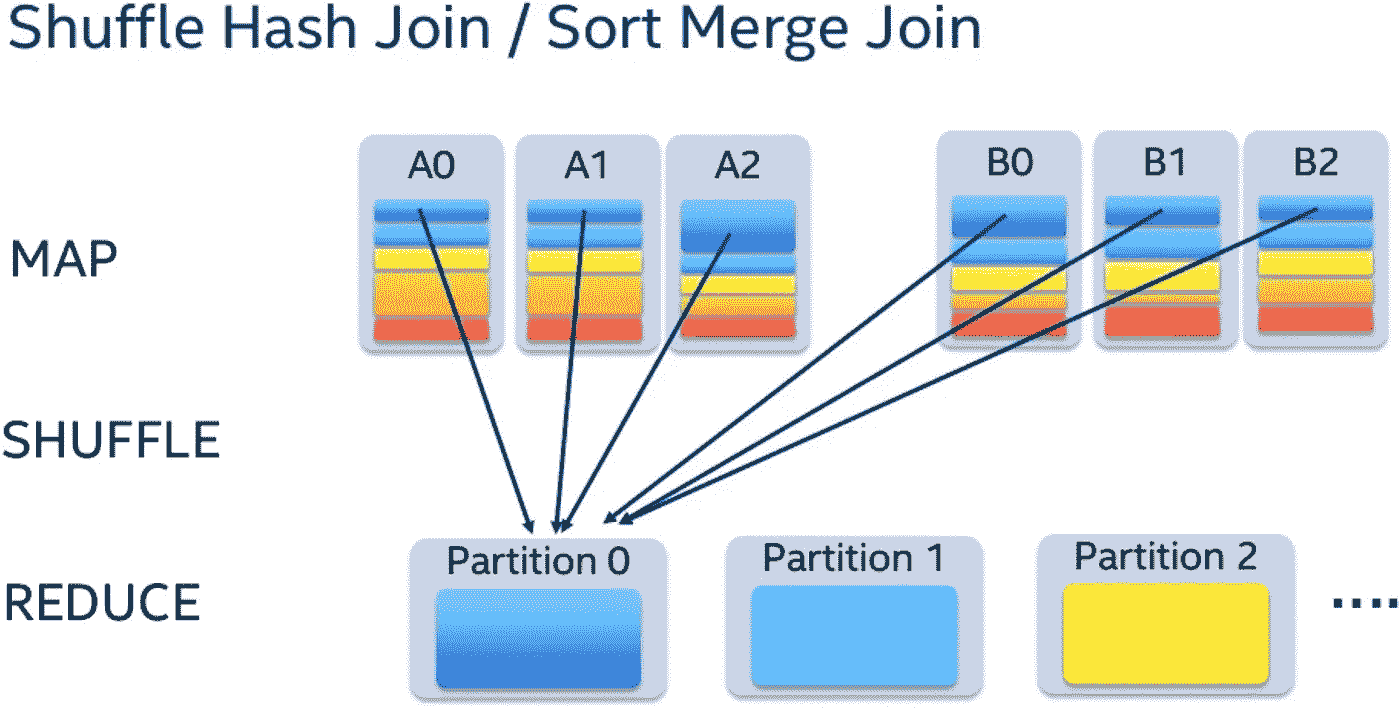 Shuffle Hash Join / Sort Merge Join
A0 A1 A2 B0 B1 B2
MAP
SHUFFLE
Partition 0 Partition 1 Partition 2
REDUCE
....